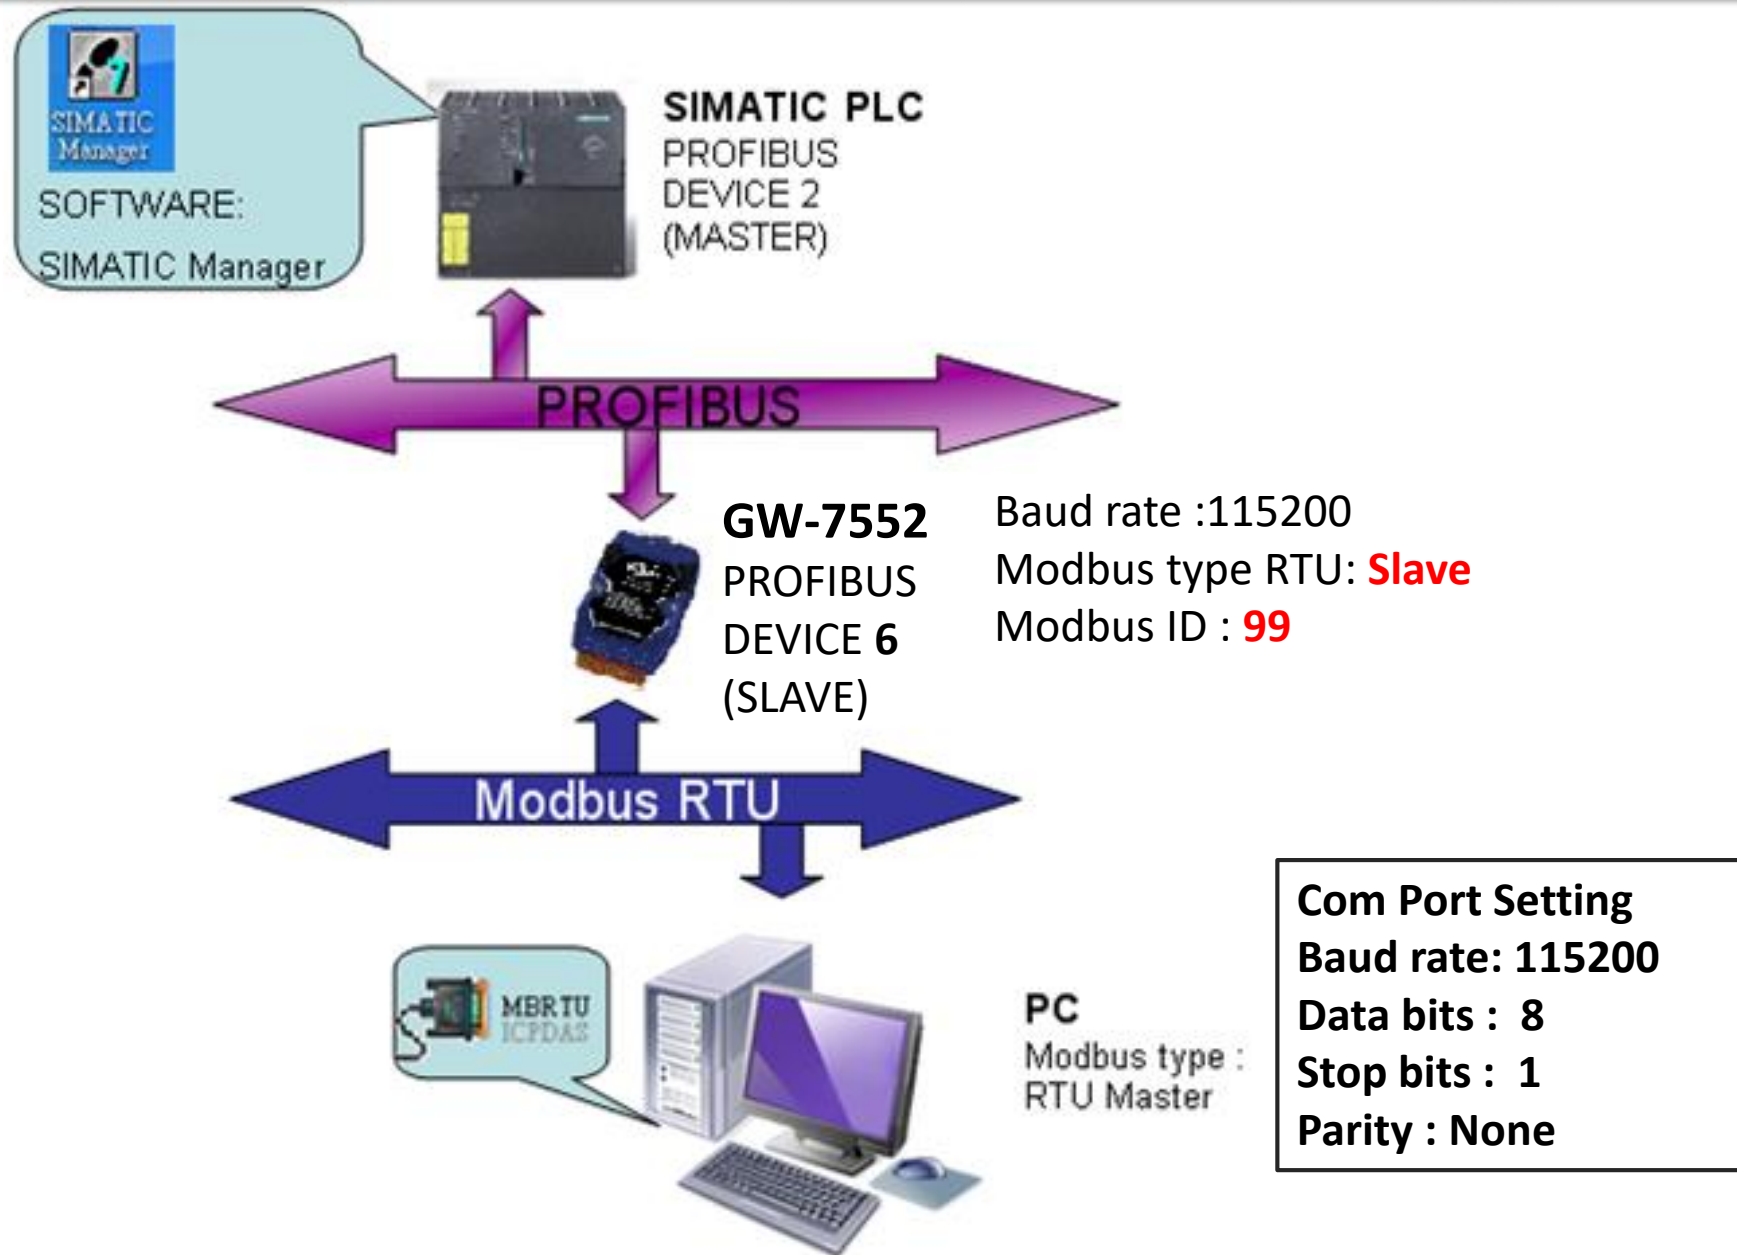 SIMATIC
Manager
SOFTWARE:
SIMATIC Manager
SIMATIC PLC
PROFIBUS
DEVICE 2
(MASTER)
PROFIBUS
GW-7552
PROFIBUS
DEVICE 6
(SLAVE)
Baud rate :115200
Modbus type RTU: Slave
Modbus ID : 99
Modbus RTU
MBRTU
ICPDAS
PC
Modbus type :
RTU Master
Com Port Setting
Baud rate: 115200
Data bits :  8
Stop bits :  1
Parity : None